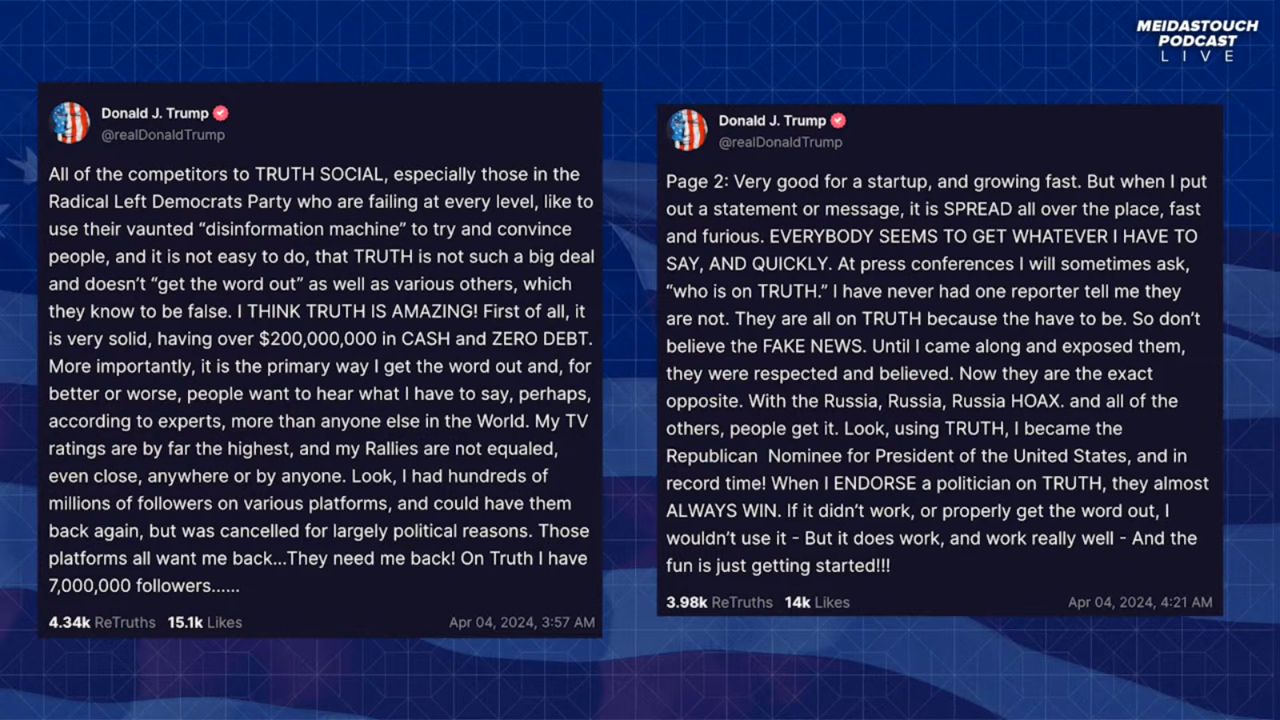 MEIDASTOUCH
PODCAST
LIVE
Donald J. Trump
@realDonaldTrump
All of the competitors to TRUTH SOCIAL, especially those in the
Radical Left Democrats Party who are failing at every level, like to
use their vaunted “disinformation machine” to try and convince
people, and it is not easy to do, that TRUTH is not such a big deal
and doesn’t “get the word out” as well as various others, which
they know to be false. I THINK TRUTH IS AMAZING! First of all, it
is very solid, having over $200,000,000 in CASH and ZERO DEBT.
More importantly, it is the primary way I get the word out and, for
better or worse, people want to hear what I have to say, perhaps,
according to experts, more than anyone else in the World. My TV
ratings are by far the highest, and my Rallies are not equaled,
even close, anywhere or by anyone. Look, I had hundreds of
millions of followers on various platforms, and could have them
back again, but was cancelled for largely political reasons. Those
platforms all want me back...They need me back! On Truth I have
7,000,000 followers......
4.34k ReTruths 15.1k Likes Apr 04, 2024, 3:57 AM
Donald J. Trump
@realDonaldTrump
Page 2: Very good for a startup, and growing fast. But when I put
out a statement or message, it is SPREAD all over the place, fast
and furious. EVERYBODY SEEMS TO GET WHATEVER I HAVE TO
SAY, AND QUICKLY. At press conferences I will sometimes ask,
“who is on TRUTH.” I have never had one reporter tell me they
are not. They are all on TRUTH because the have to be. So don’t
believe the FAKE NEWS. Until I came along and exposed them,
they were respected and believed. Now they are the exact
opposite. With the Russia, Russia, Russia HOAX. and all of the
others, people get it. Look, using TRUTH, I became the
Republican Nominee for President of the United States, and in
record time! When I ENDORSE a politician on TRUTH, they almost
ALWAYS WIN. If it didn’t work, or properly get the word out, I
wouldn’t use it - But it does work, and work really well - And the
fun is just getting started!!!
3.98k ReTruths 14k Likes Apr 04, 2024, 4:21 AM